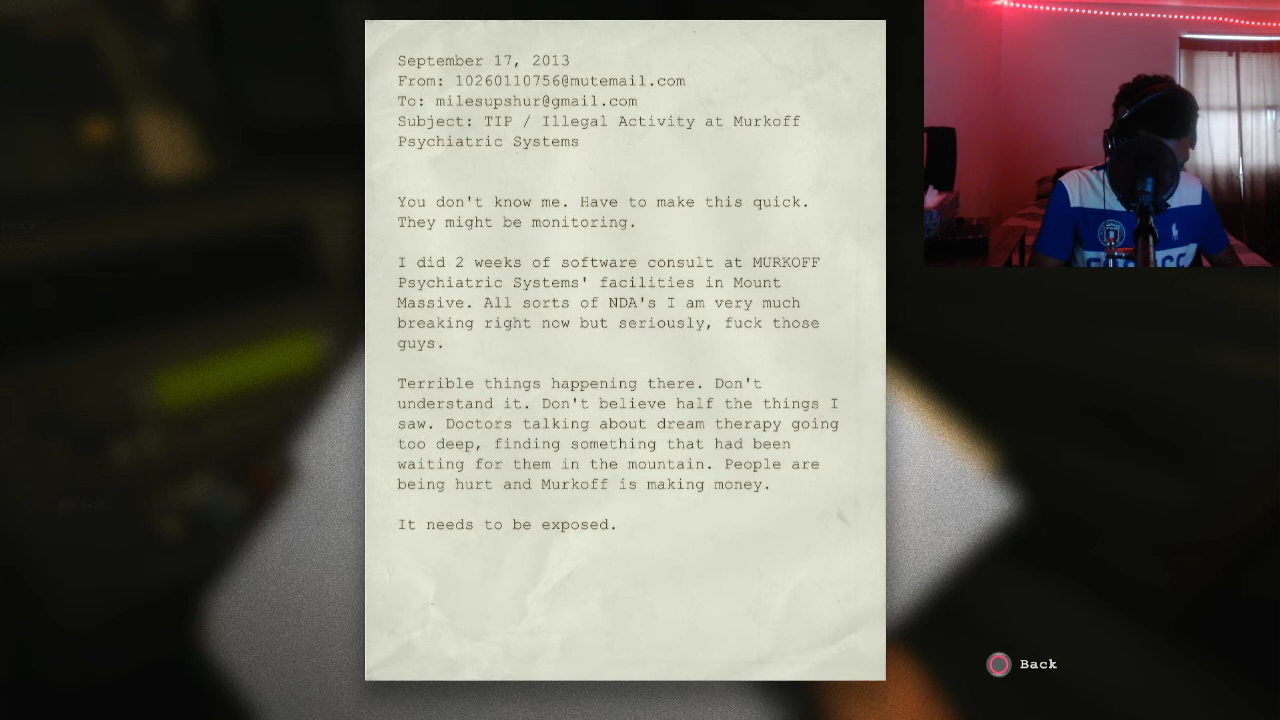 September 17, 2013
From: 10260110756@mutemail.com
To: milesupshur@gmail.com
Subject: TIP / Illegal Activity at Murkoff
Psychiatric Systems
You don't know me. Have to make this quick.
They might be monitoring.
I did 2 weeks of software consult at MURKOFF
Psychiatric Systems' facilities in Mount
Massive. All sorts of NDA's I am very much
breaking right now but seriously, fuck those
guys.
Terrible things happening there. Don't
understand it. Don't believe half the things I
saw. Doctors talking about dream therapy going
too deep, finding something that had been
waiting for them in the mountain. People are
being hurt and Murkoff is making money.
It needs to be exposed.
Back